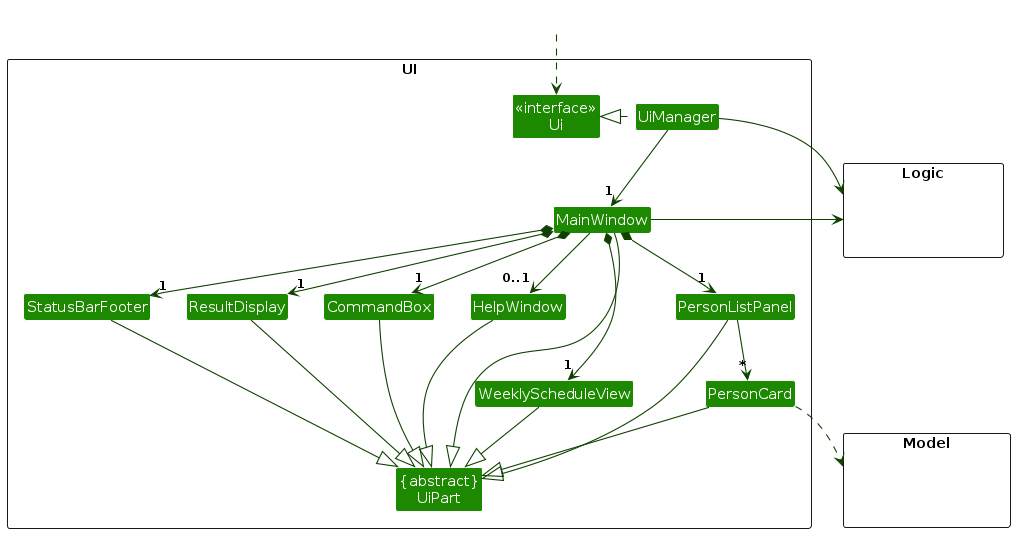 UI
«interface»
Ui
UiManager
Logic
1
MainWindow
1
1
1
0..1
1
StatusBarFooter
ResultDisplay
CommandBox
HelpWindow
PersonListPanel
1
*
WeeklyScheduleView
PersonCard
Model
{abstract}
UiPart